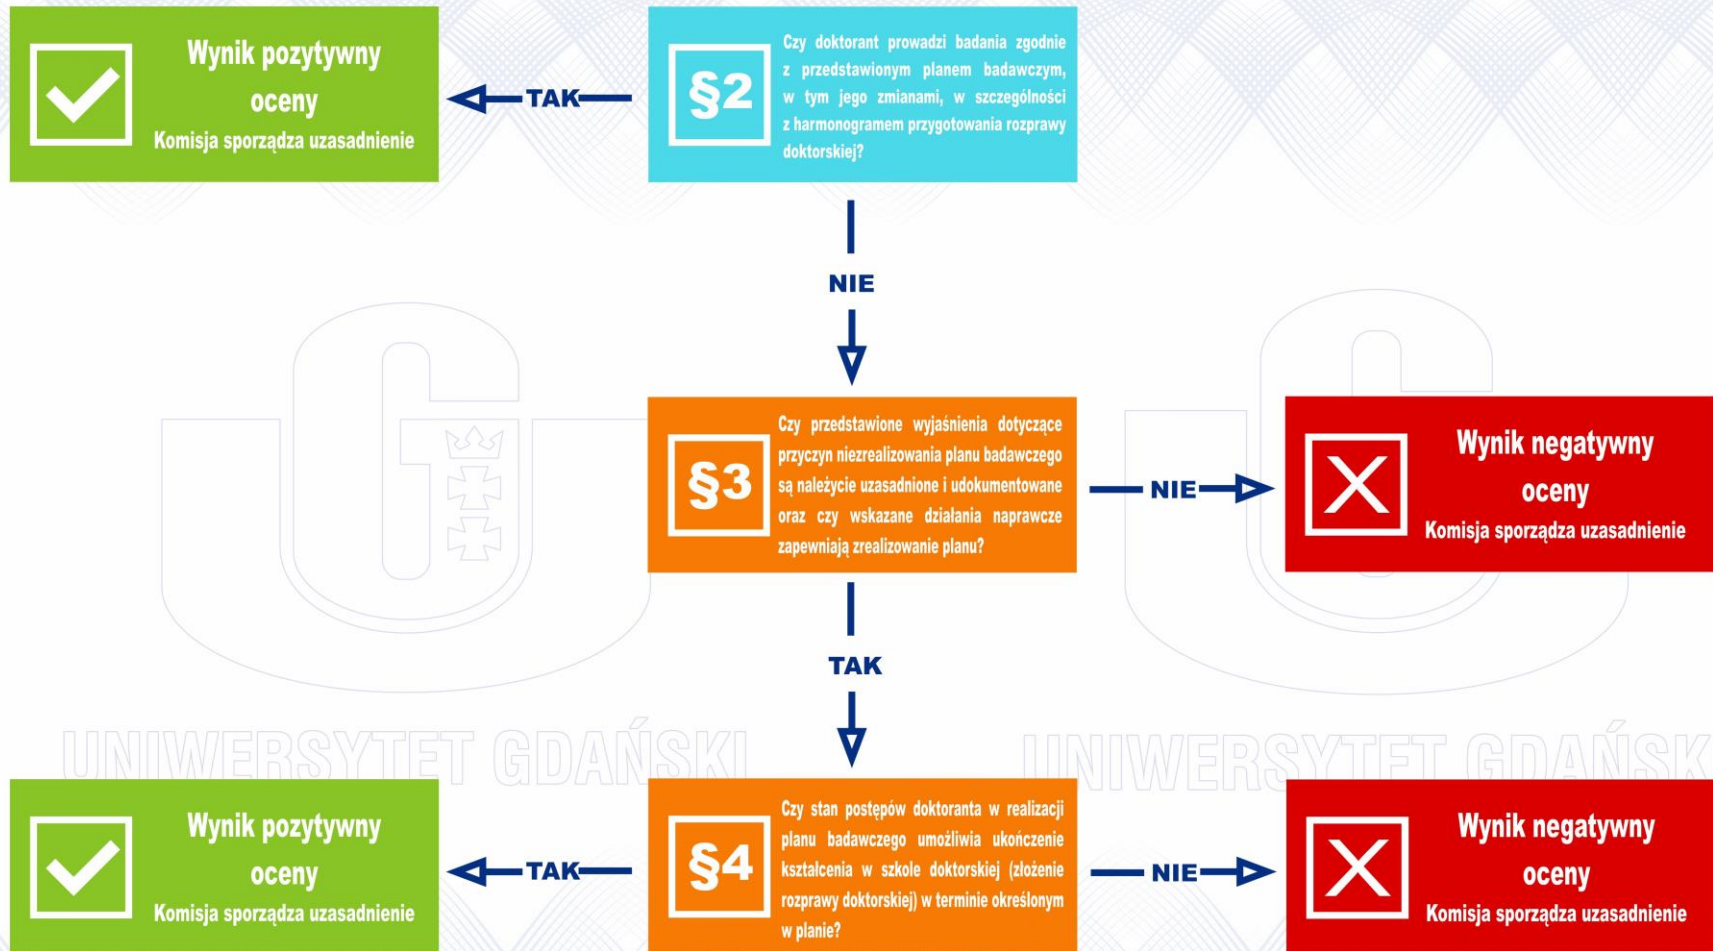 Wynik pozytywny
oceny
Komisja sporządza uzasadnienie
TAK
§2
Czy doktorant prowadzi badania zgodnie
z przedstawionym planem badawczym,
w tym jego zmianami, w szczególności
z harmonogramem przygotowania rozprawy
doktorskiej?
NIE
§3
Czy przedstawione wyjaśnienia dotyczące
przyczyn niezrealizowania planu badawczego
są należycie uzasadnione i udokumentowane
oraz czy wskazane działania naprawcze
zapewniają zrealizowanie planu?
NIE
Wynik negatywny
oceny
Komisja sporządza uzasadnienie
TAK
UNIWERSYTET GDAŃSKI
UNIWERSYTET GDAŃSK
Wynik pozytywny
oceny
Komisja sporządza uzasadnienie
TAK
§4
Czy stan postępów doktoranta w realizacji
planu badawczego umożliwia ukończenie
kształcenia w szkole doktorskiej (złożenie
rozprawy doktorskiej) w terminie określonym
w planie?
NIE
Wynik negatywny
oceny
Komisja sporządza uzasadnienie